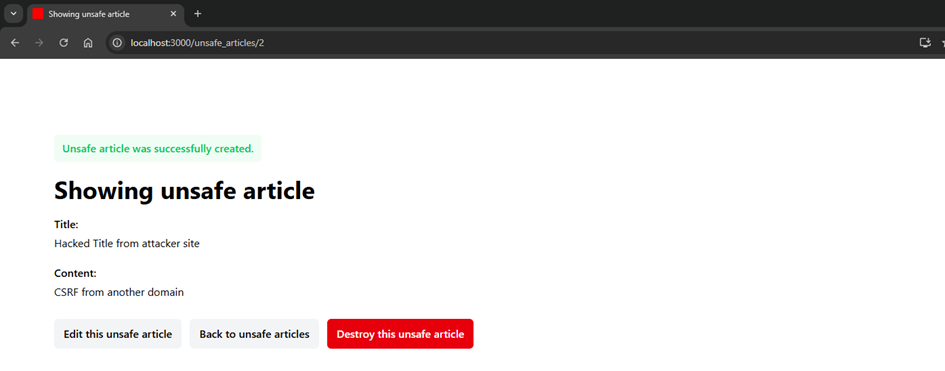 Showing unsafe article
localhost:3000/unsafe_articles/2
Unsafe article was successfully created.
Showing unsafe article
Title:
Hacked Title from attacker site
Content:
CSRF from another domain
Edit this unsafe article Back to unsafe articles Destroy this unsafe article